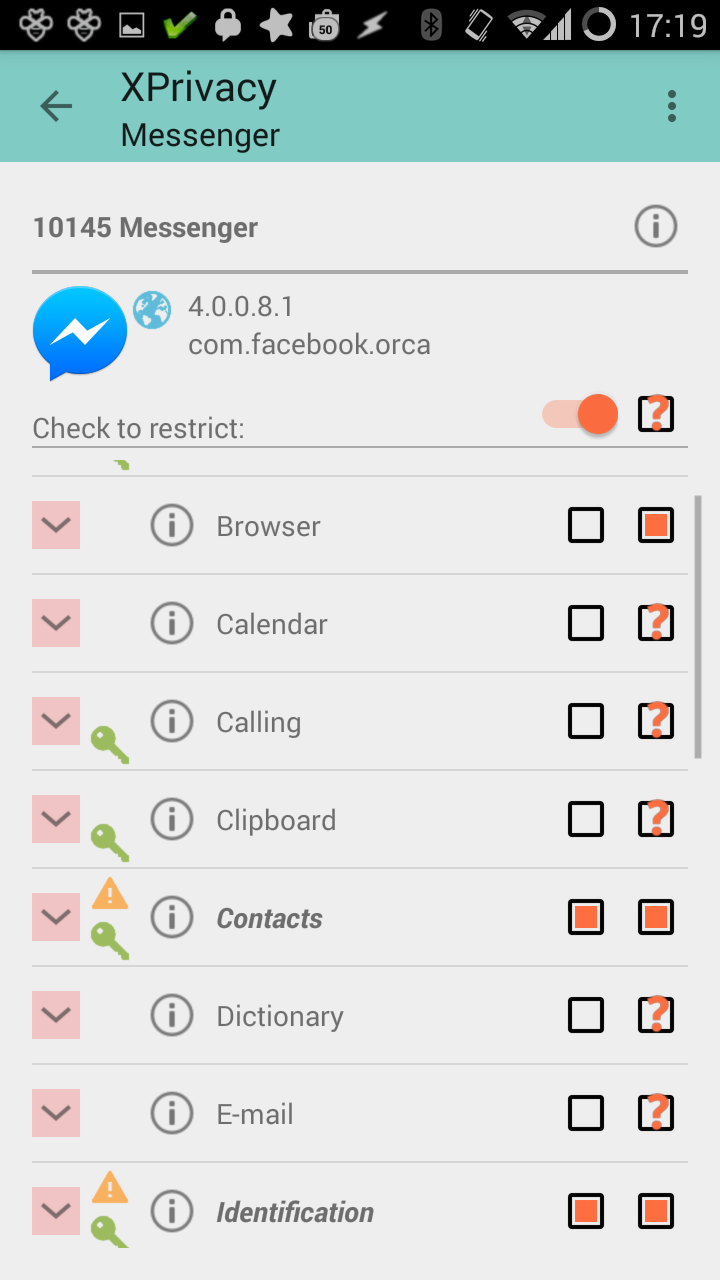 50
17:19
XPrivacy
Messenger
10145 Messenger
4.0.0.8.1
com.facebook.orca
Check to restrict:
?
Browser
Calendar
?
Calling
?
Clipboard
?
Contacts
Dictionary
?
E-mail
?
Identification